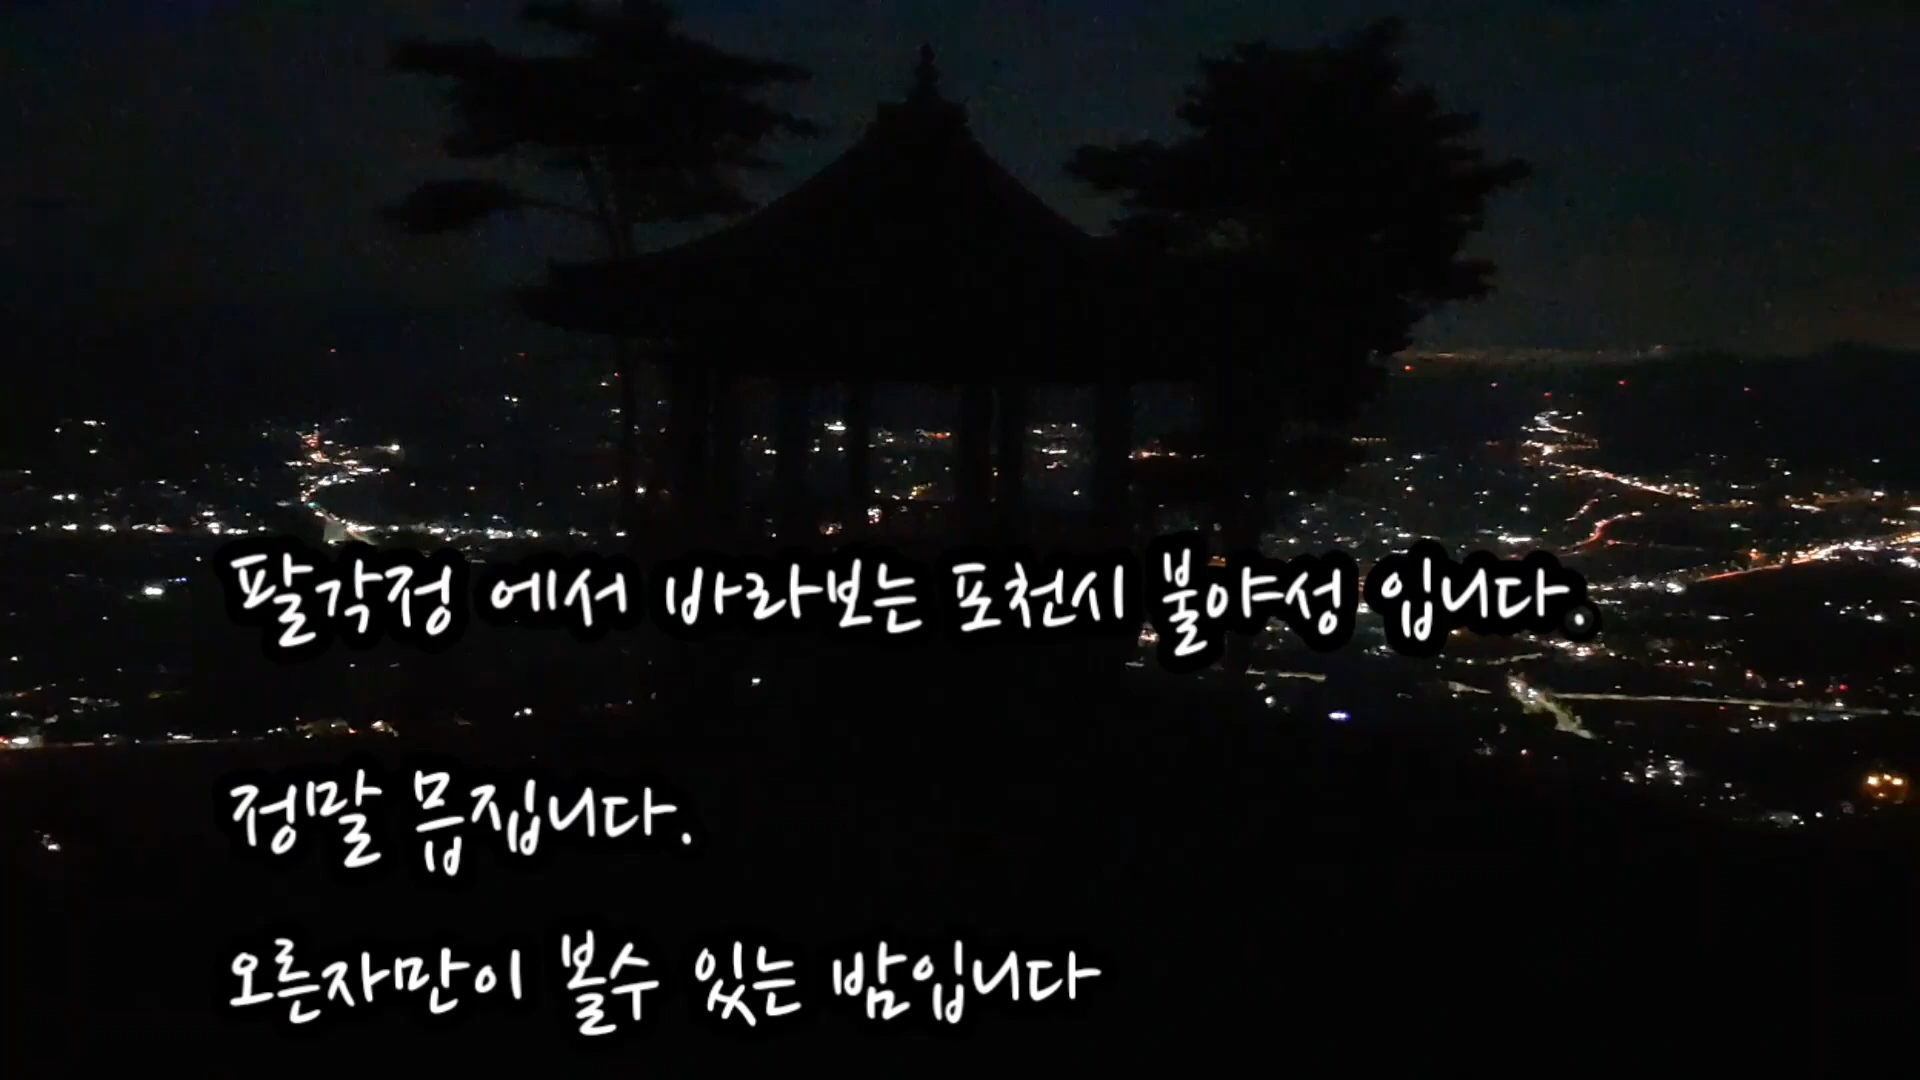 팔각정 에서 바라보는 포천시 불야성 입니다.
정말 믑집니다.
오른자만이 볼수 있는 밤입니다